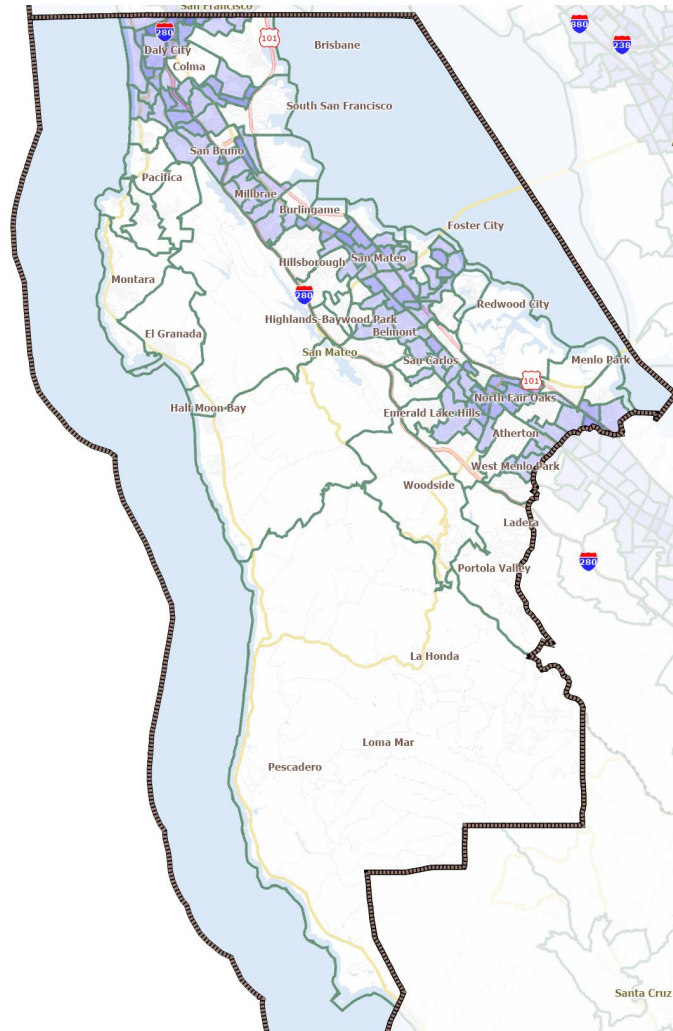 San Francisco
280
101
880
238
Daly City
Brisbane
Colma
South San Francisco
San Bruno
Pacifica
Millbrae
Burlingame
Foster City
San Mateo
Hillsborough
Montara
280
Redwood City
Highlands-Baywood Park
El Granada
Belmont
San Mateo
San Carlos
Menlo Park
101
North Fair Oaks
Half Moon Bay
Emerald Lake Hills
Atherton
West Menlo Park
Woodside
Ladera
280
Portola Valley
La Honda
Loma Mar
Pescadero
Santa Cruz